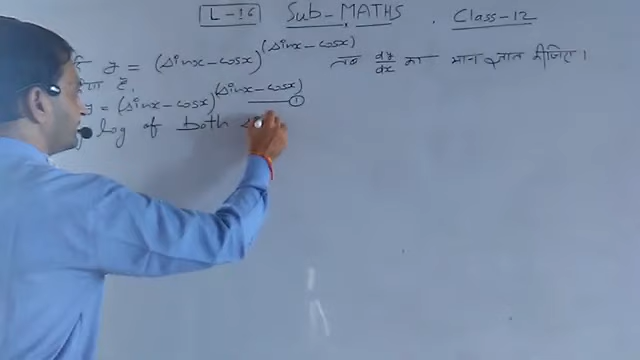 L-16 Sub-MATHS . Class-12
y = (sinx-cosx)^(sinx-cosx) तब dy/dx का मान ज्ञात कीजिए।
है,
y = (sinx-cosx)^(sinx-cosx) —①
log of both